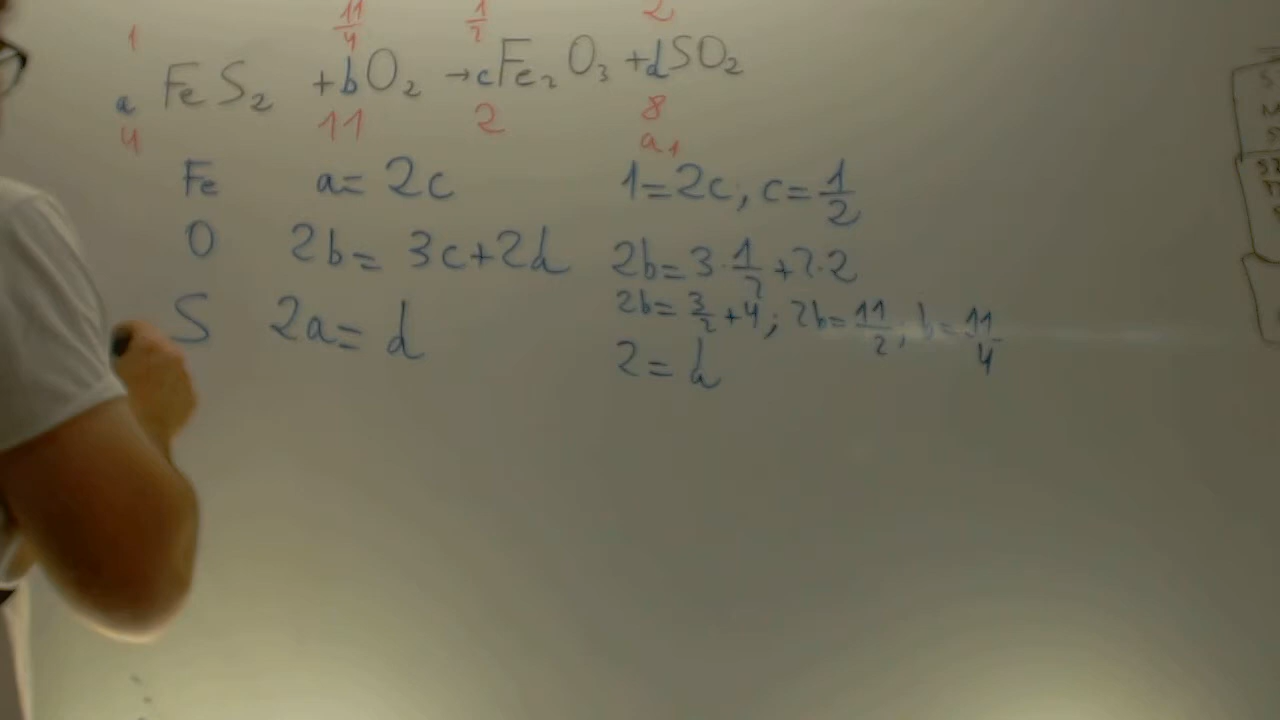 1 11/4 1/2 2
a FeS₂ + bO₂ → cFe₂O₃ + dSO₂
4 11 2 8
a₁
Fe a = 2c 1 = 2c, c = 1/2
O 2b = 3c + 2d 2b = 3 · 1/2 + 2 · 2
2b = 3/2 + 4; 2b = 11/2, b = 11/4
S 2a = d 2 = d